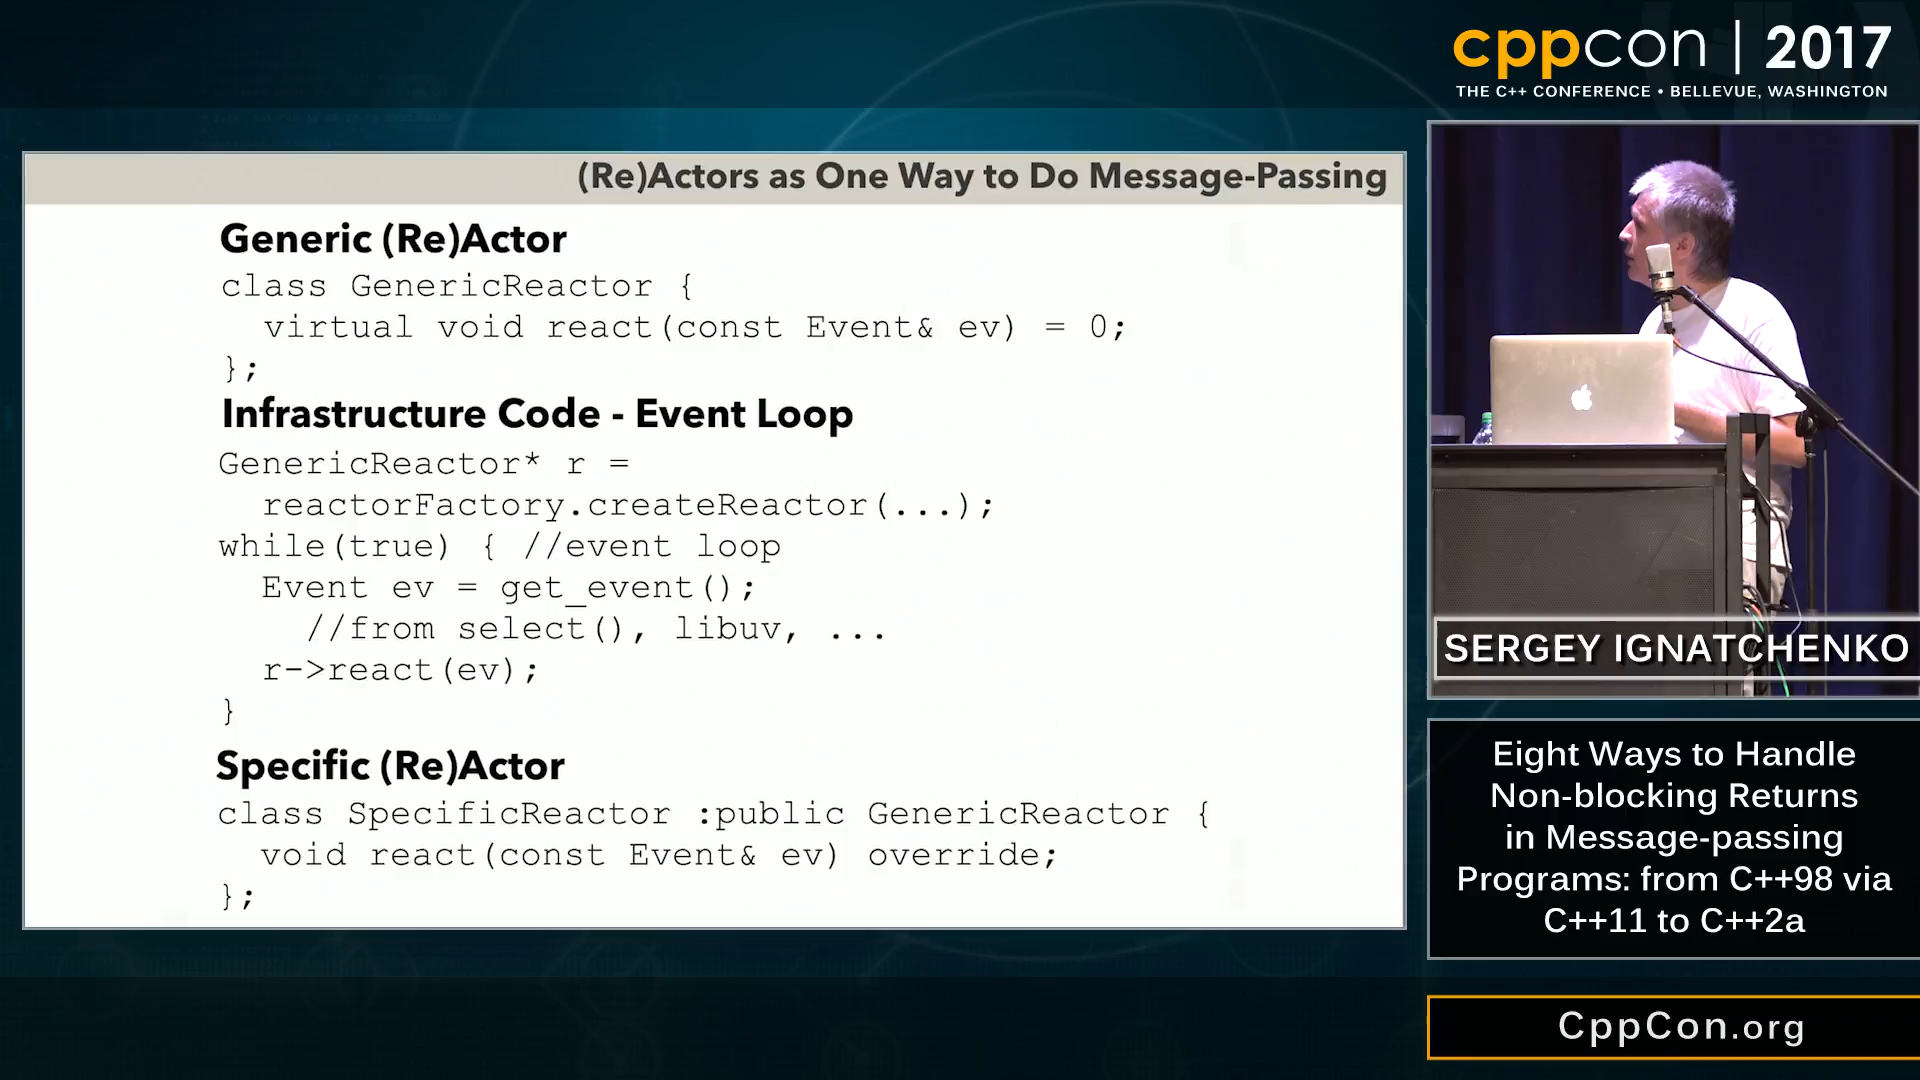 cppcon | 2017
THE C++ CONFERENCE • BELLEVUE, WASHINGTON
(Re)Actors as One Way to Do Message-Passing
Generic (Re)Actor
class GenericReactor {
  virtual void react(const Event& ev) = 0;
};
Infrastructure Code - Event Loop
GenericReactor* r =
  reactorFactory.createReactor(...);
while(true) { //event loop
  Event ev = get_event();
    //from select(), libuv, ...
  r->react(ev);
}
Specific (Re)Actor
class SpecificReactor :public GenericReactor {
  void react(const Event& ev) override;
};
SERGEY IGNATCHENKO
Eight Ways to Handle
Non-blocking Returns
in Message-passing
Programs: from C++98 via
C++11 to C++2a
CppCon.org